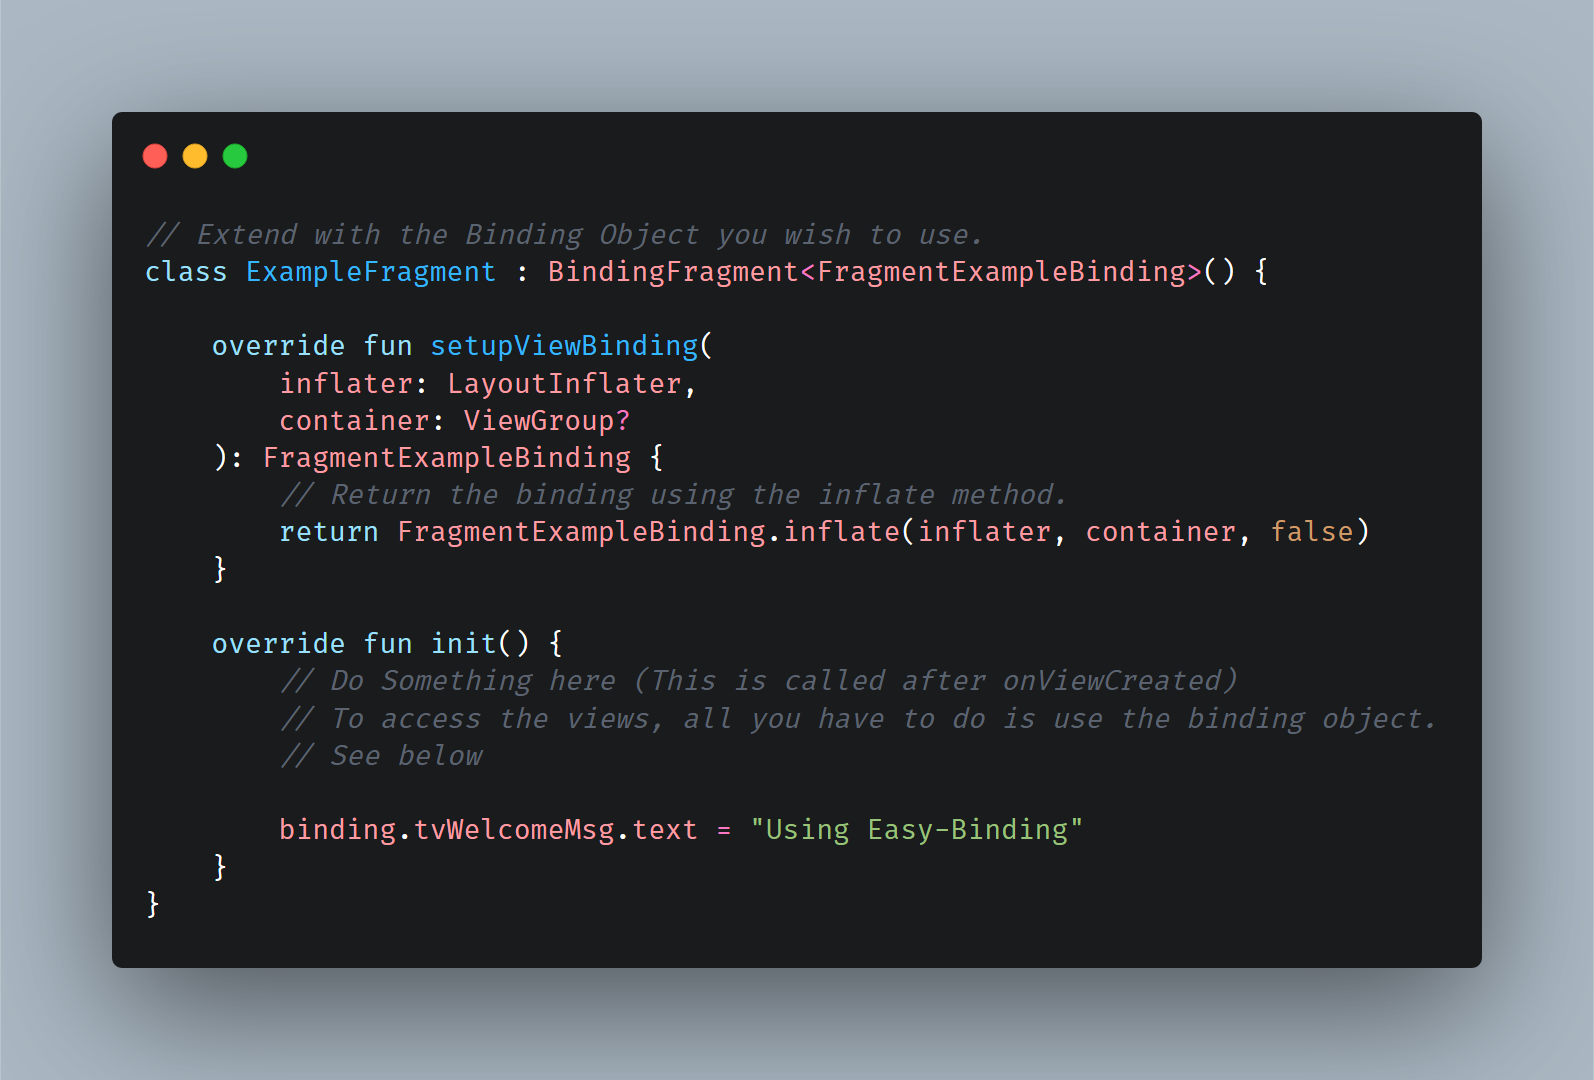 // Extend with the Binding Object you wish to use.
class ExampleFragment : BindingFragment<FragmentExampleBinding>() {
override fun setupViewBinding(
inflater: LayoutInflater,
container: ViewGroup?
): FragmentExampleBinding {
// Return the binding using the inflate method.
return FragmentExampleBinding.inflate(inflater, container, false)
}
override fun init() {
// Do Something here (This is called after onViewCreated)
// To access the views, all you have to do is use the binding object.
// See below
binding.tvWelcomeMsg.text = "Using Easy-Binding"
}
}